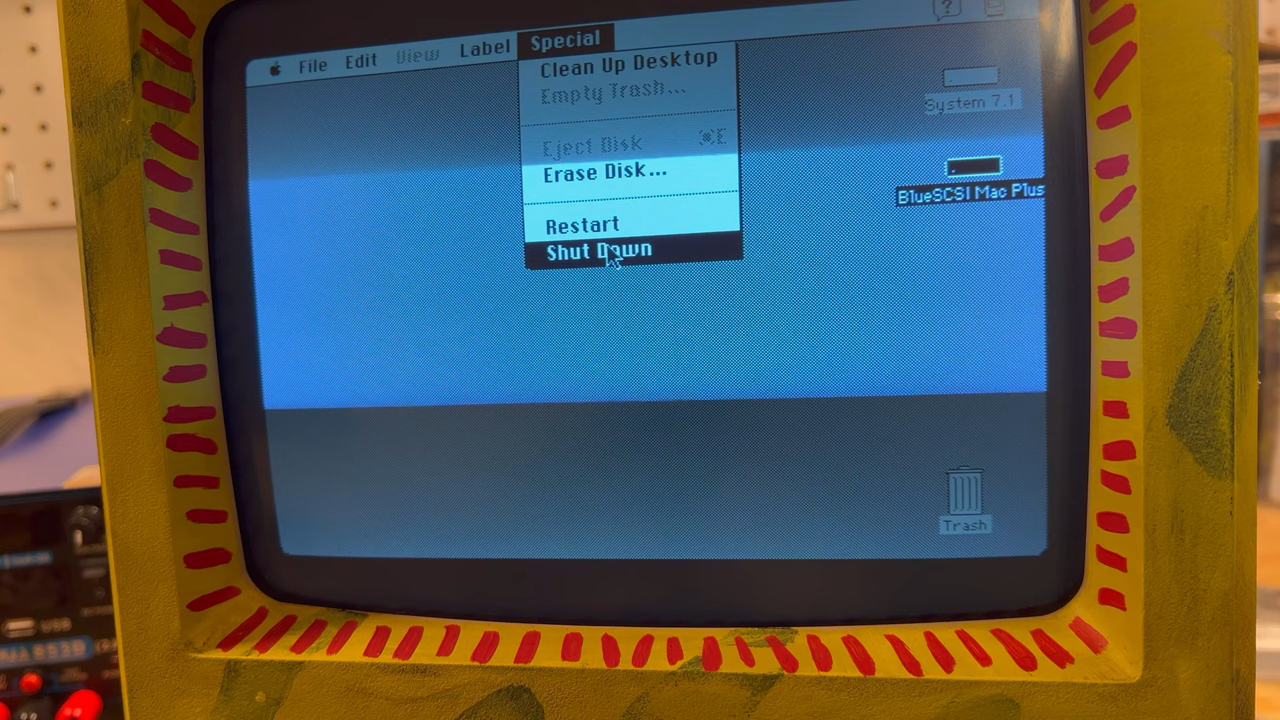 File Edit View Label Special
Clean Up Desktop
Empty Trash...
Eject Disk ⌘E
Erase Disk...
Restart
Shut Down
System 7.1
BlueSCSI Mac Plus
Trash
USB